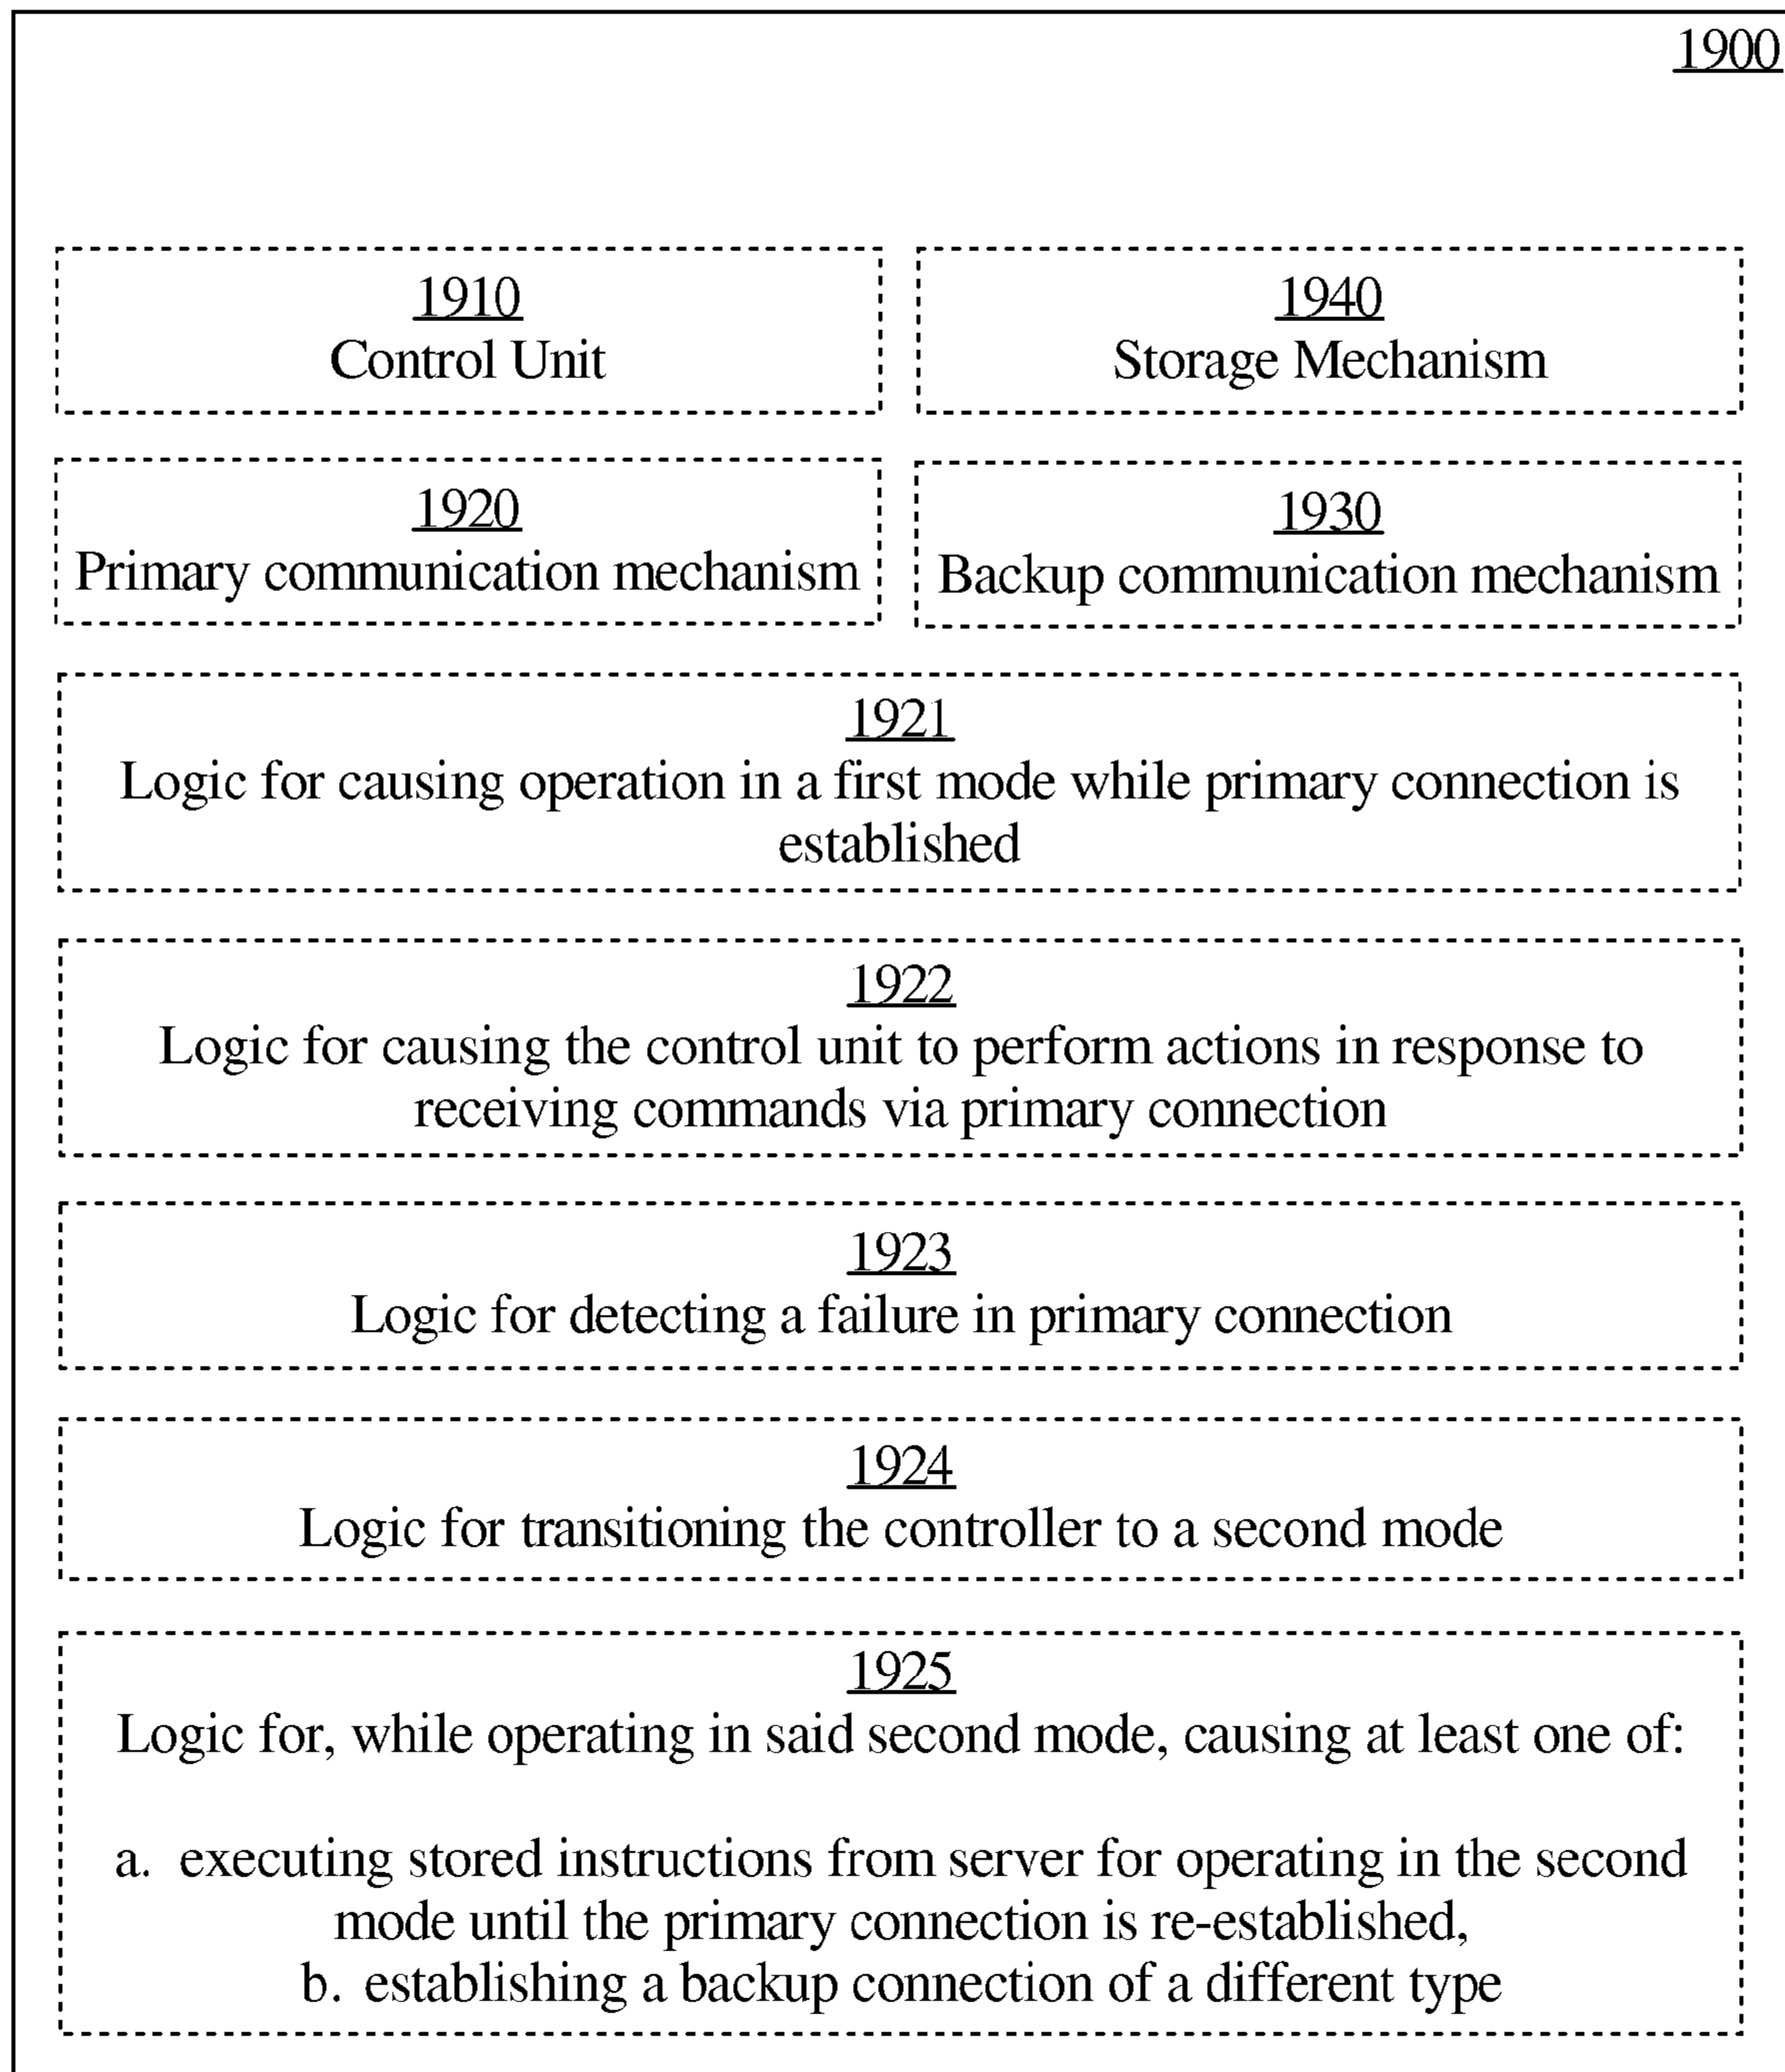 1900
1910
Control Unit
1940
Storage Mechanism
1920
Primary communication mechanism
1930
Backup communication mechanism
1921
Logic for causing operation in a first mode while primary connection is
established
1922
Logic for causing the control unit to perform actions in response to
receiving commands via primary connection
1923
Logic for detecting a failure in primary connection
1924
Logic for transitioning the controller to a second mode
1925
Logic for, while operating in said second mode, causing at least one of:
a. executing stored instructions from server for operating in the second
mode until the primary connection is re-established,
b. establishing a backup connection of a different type